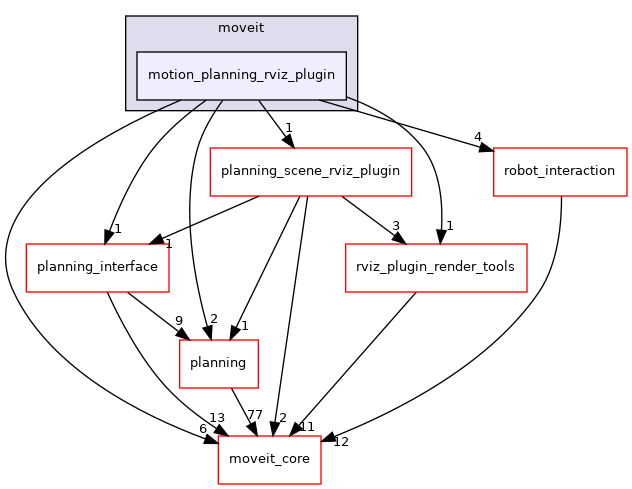 moveit
motion_planning_rviz_plugin
1
4
planning_scene_rviz_plugin
robot_interaction
1
1
3
1
planning_interface
rviz_plugin_render_tools
9
2
1
planning
13
77
2
6
11
12
moveit_core